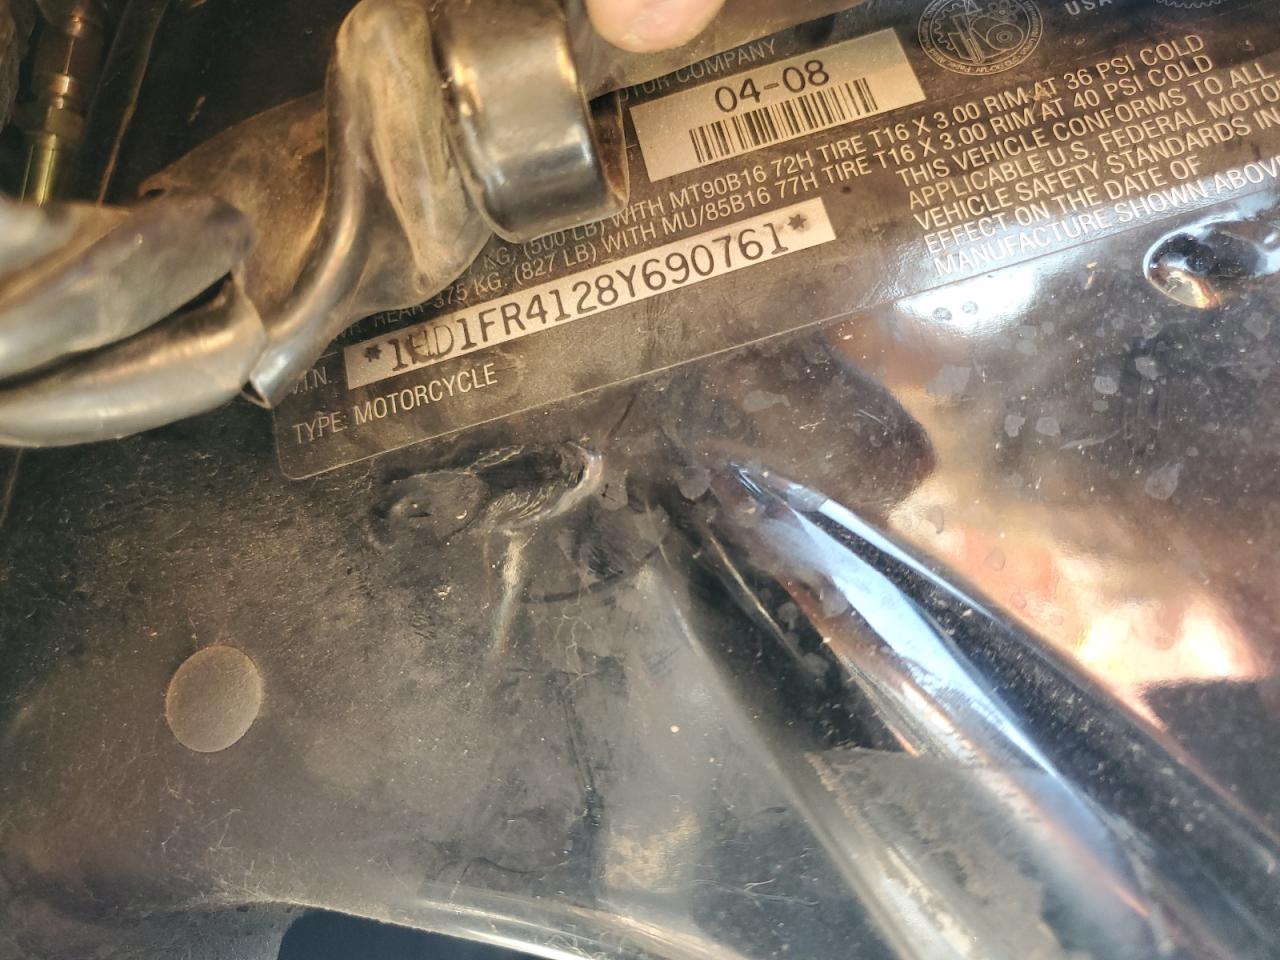 MOTOR COMPANY
04-08
USA
KG. (500 LB) WITH MT90B16 72H TIRE T16 X 3.00 RIM AT 36 PSI COLD
REAR-375 KG. (827 LB) WITH MU/85B16 77H TIRE T16 X 3.00 RIM AT 40 PSI COLD
V.I.N. *1HD1FR4128Y690761*
TYPE: MOTORCYCLE
THIS VEHICLE CONFORMS TO ALL
APPLICABLE U.S. FEDERAL MOTOR
VEHICLE SAFETY STANDARDS IN
EFFECT ON THE DATE OF
MANUFACTURE SHOWN ABOVE